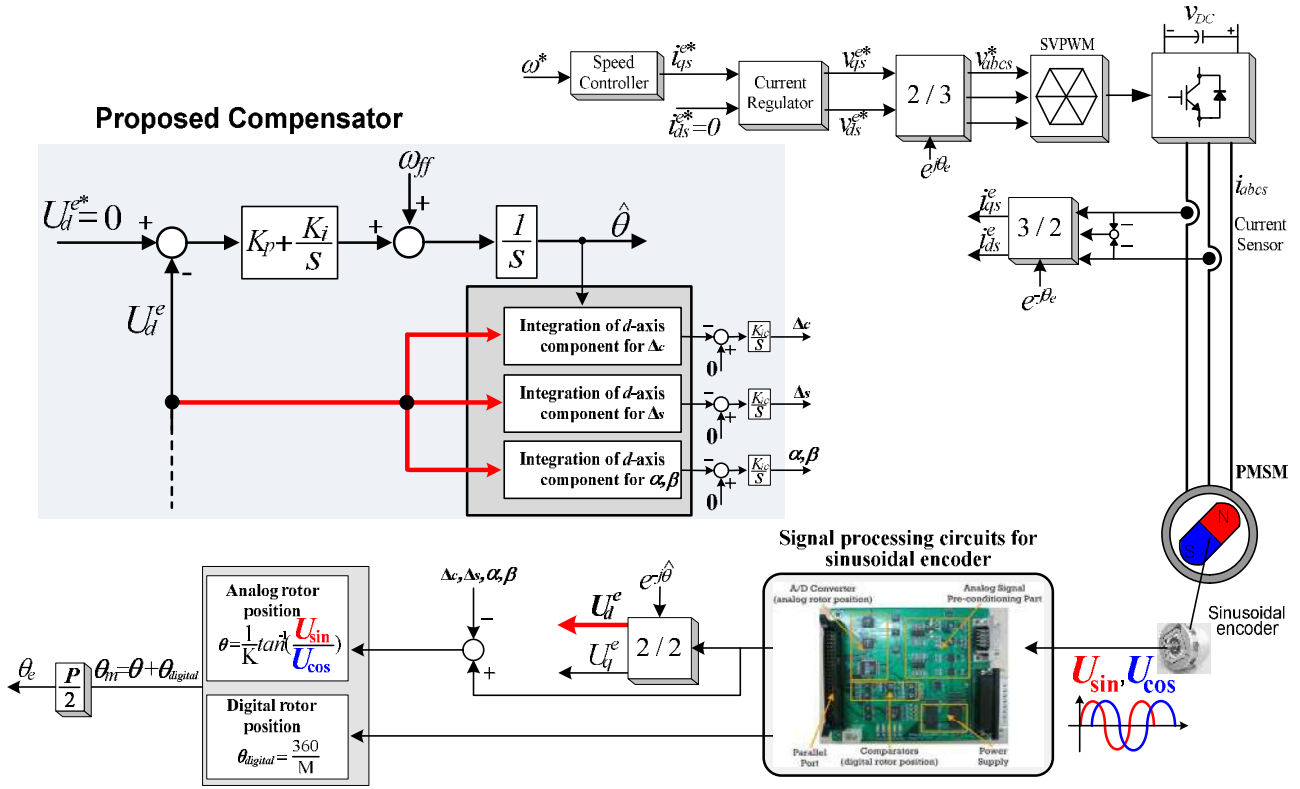 v_DC
− +
SVPWM
ω*
Speed
Controller
i_qs^e*
i_ds^e*=0
Current
Regulator
v_qs^e*
v_ds^e*
2 / 3
e^jθe
v_abcs^*
Proposed Compensator
U_d^e*=0
+
-
U_d^e
K_p + K_i/s
ω_ff
+
+
1/s
θ̂
Integration of d-axis
component for Δc
− + 0
K_ic/s
Δc
Integration of d-axis
component for Δs
− + 0
K_ic/s
Δs
Integration of d-axis
component for α,β
− + 0
K_ic/s
α,β
i_qs^e
i_ds^e
3 / 2
e^-jθe
−
−
i_abcs
Current
Sensor
PMSM
N
S
Sinusoidal
encoder
U_sin, U_cos
Signal processing circuits for
sinusoidal encoder
A/D Converter
(analog rotor position)
Analog Signal
Pre-conditioning Part
Parallel
Port
Comparators
(digital rotor position)
Power
Supply
e^-jθ̂
U_d^e
U_q^e
2 / 2
Δc,Δs,α,β
−
+
Analog rotor
position
θ=1/K tan^-1(U_sin/U_cos)
Digital rotor
position
θ_digital = 360/M
θ_m=θ+θ_digital
P/2
θ_e